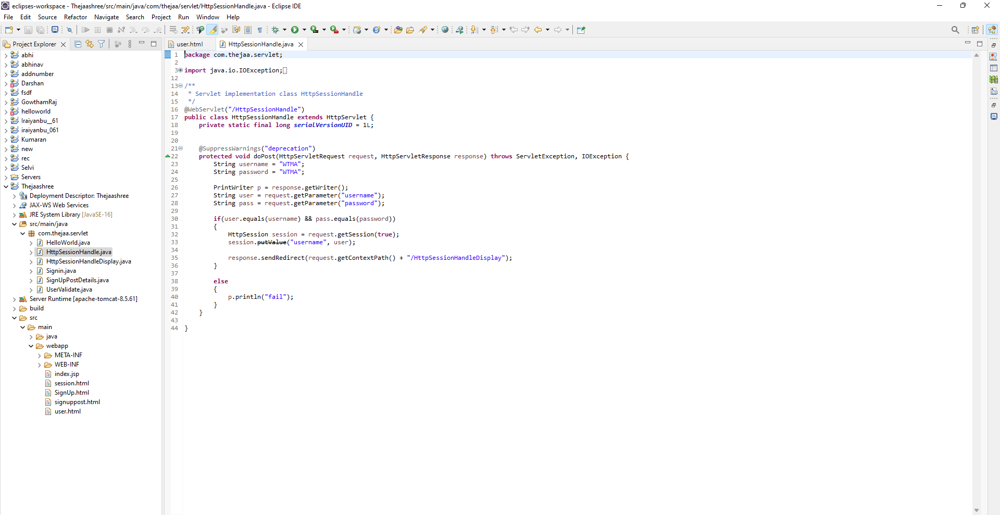 eclipses-workspace - Thejaashree/src/main/java/com/thejaa/servlet/HttpSessionHandle.java - Eclipse IDE
File Edit Source Refactor Navigate Search Project Run Window Help
Project Explorer
user.html HttpSessionHandle.java
abhi
abhinav
addnumber
Darshan
fsdf
GowthamRaj
helloworld
Iraiyanbu__61
iraiyanbu_061
Kumaran
new
rec
Selvi
Servers
Thejaashree
Deployment Descriptor: Thejaashree
JAX-WS Web Services
JRE System Library [JavaSE-16]
src/main/java
com.thejaa.servlet
HelloWorld.java
HttpSessionHandle.java
HttpSessionHandleDisplay.java
Signin.java
SignUpPostDetails.java
UserValidate.java
Server Runtime [apache-tomcat-8.5.61]
build
src
main
java
webapp
META-INF
WEB-INF
index.jsp
session.html
SignUp.html
signuppost.html
user.html
1 package com.thejaa.servlet;
2
3 import java.io.IOException;
12
13 /**
14 * Servlet implementation class HttpSessionHandle
15 */
16 @WebServlet("/HttpSessionHandle")
17 public class HttpSessionHandle extends HttpServlet {
18 private static final long serialVersionUID = 1L;
19
20
21 @SuppressWarnings("deprecation")
22 protected void doPost(HttpServletRequest request, HttpServletResponse response) throws ServletException, IOException {
23 String username = "WTMA";
24 String password = "WTMA";
25
26 PrintWriter p = response.getWriter();
27 String user = request.getParameter("username");
28 String pass = request.getParameter("password");
29
30 if(user.equals(username) && pass.equals(password))
31 {
32 HttpSession session = request.getSession(true);
33 session.putValue("username", user);
34
35 response.sendRedirect(request.getContextPath() + "/HttpSessionHandleDisplay");
36 }
37
38 else
39 {
40 p.println("fail");
41 }
42 }
43
44 }